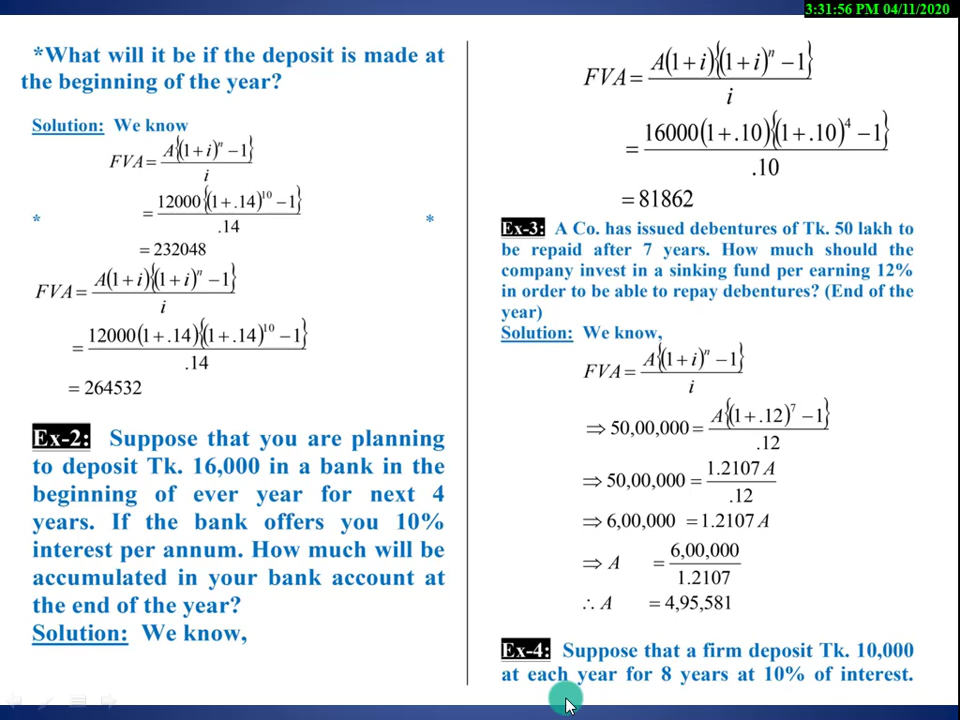 3:31:56 PM 04/11/2020
*What will it be if the deposit is made at
the beginning of the year?
Solution: We know
FVA = A{(1+i)^n −1} / i
= 12000{(1+.14)^10 −1} / .14
* *
= 232048
FVA = A(1+i){(1+i)^n −1} / i
= 12000(1+.14){(1+.14)^10 −1} / .14
= 264532
Ex-2: Suppose that you are planning
to deposit Tk. 16,000 in a bank in the
beginning of ever year for next 4
years. If the bank offers you 10%
interest per annum. How much will be
accumulated in your bank account at
the end of the year?
Solution: We know,
FVA = A(1+i){(1+i)^n −1} / i
= 16000(1+.10){(1+.10)^4 −1} / .10
= 81862
Ex-3: A Co. has issued debentures of Tk. 50 lakh to
be repaid after 7 years. How much should the
company invest in a sinking fund per earning 12%
in order to be able to repay debentures? (End of the
year)
Solution: We know,
FVA = A{(1+i)^n −1} / i
⇒ 50,00,000 = A{(1+.12)^7 −1} / .12
⇒ 50,00,000 = 1.2107 A / .12
⇒ 6,00,000 = 1.2107 A
⇒ A = 6,00,000 / 1.2107
∴ A = 4,95,581
Ex-4: Suppose that a firm deposit Tk. 10,000
at each year for 8 years at 10% of interest.